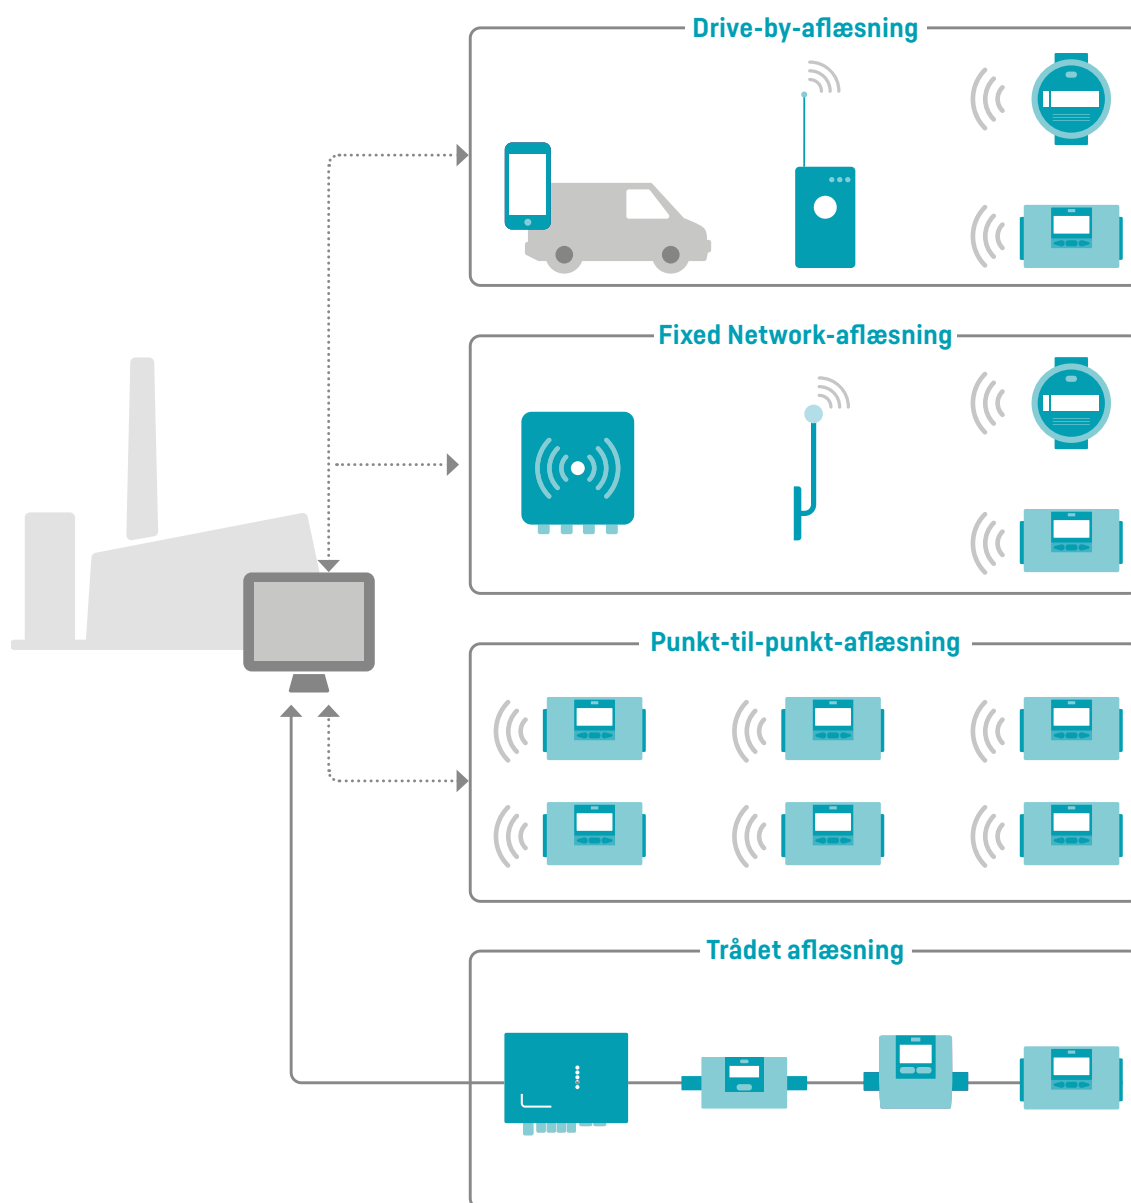 Drive-by-aflæsning
Fixed Network-aflæsning
Punkt-til-punkt-aflæsning
Trådet aflæsning